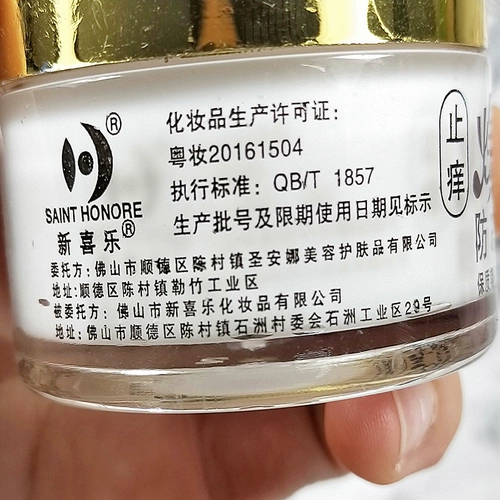 ®
SAINT HONORE
新喜乐®
化妆品生产许可证：
粤妆20161504
执行标准：QB/T 1857
生产批号及限期使用日期见标示
委托方：佛山市顺德区陈村镇圣安娜美容护肤品有限公司
地址：顺德区陈村镇勒竹工业区
被委托方：佛山市新喜乐化妆品有限公司
地址：佛山市顺德区陈村镇石洲村委会石洲工业区29号
止痒
防